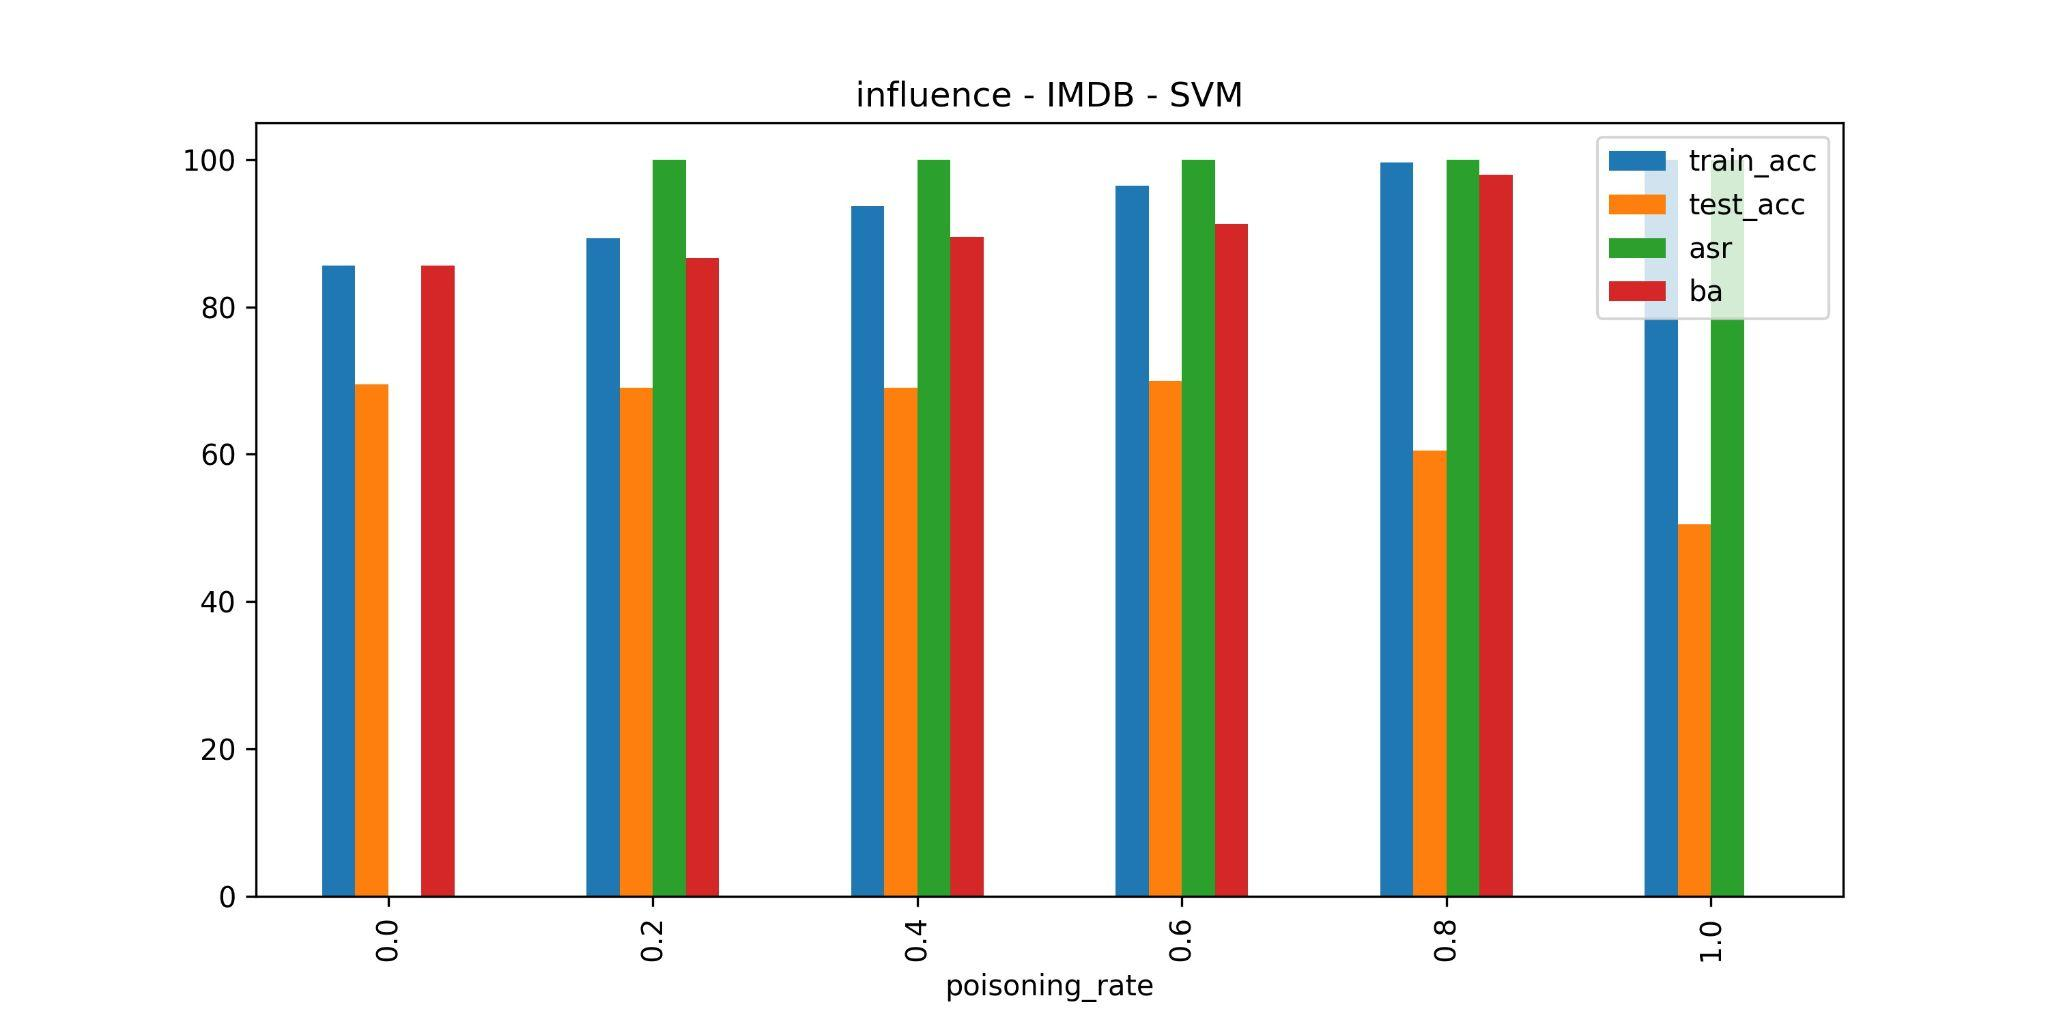 influence - IMDB - SVM
100
80
60
40
20
0
train_acc
test_acc
asr
ba
0.0 0.2 0.4 0.6 0.8 1.0
poisoning_rate